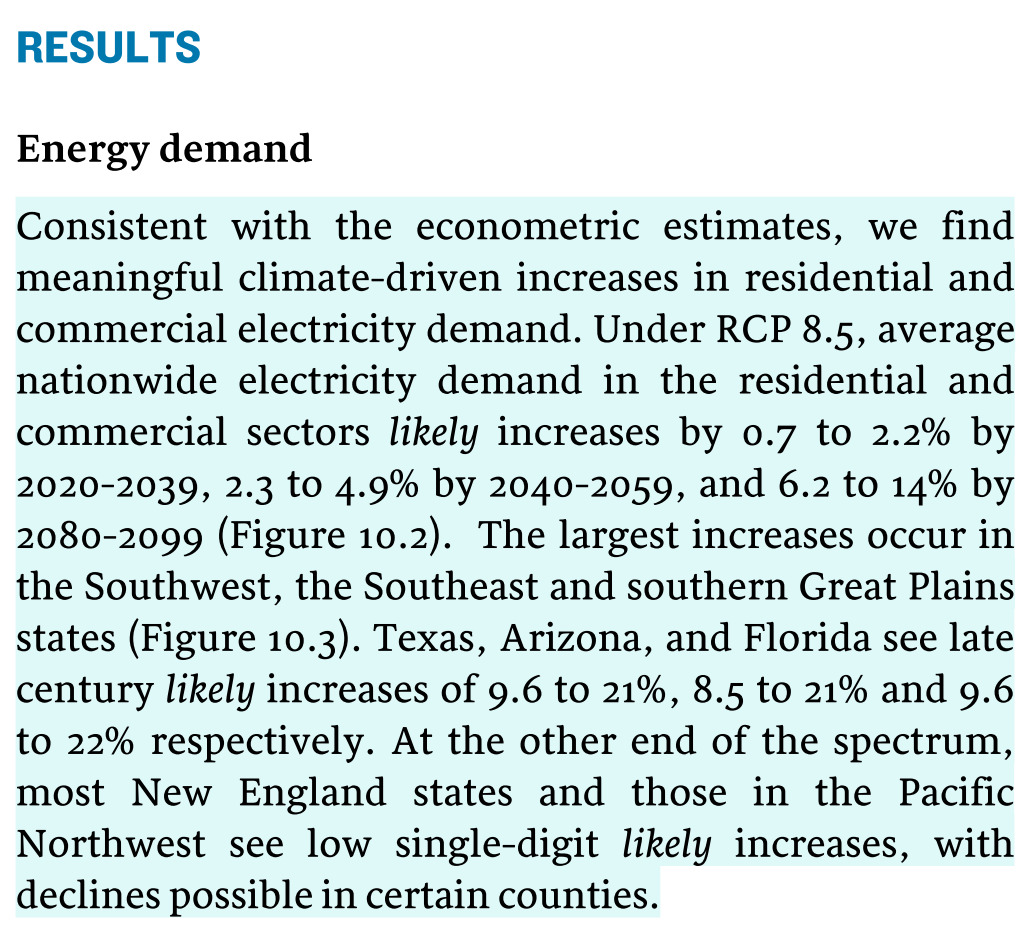 RESULTS
Energy demand
Consistent with the econometric estimates, we find
meaningful climate-driven increases in residential and
commercial electricity demand. Under RCP 8.5, average
nationwide electricity demand in the residential and
commercial sectors likely increases by 0.7 to 2.2% by
2020-2039, 2.3 to 4.9% by 2040-2059, and 6.2 to 14% by
2080-2099 (Figure 10.2).  The largest increases occur in
the Southwest, the Southeast and southern Great Plains
states (Figure 10.3). Texas, Arizona, and Florida see late
century likely increases of 9.6 to 21%, 8.5 to 21% and 9.6
to 22% respectively. At the other end of the spectrum,
most New England states and those in the Pacific
Northwest see low single-digit likely increases, with
declines possible in certain counties.